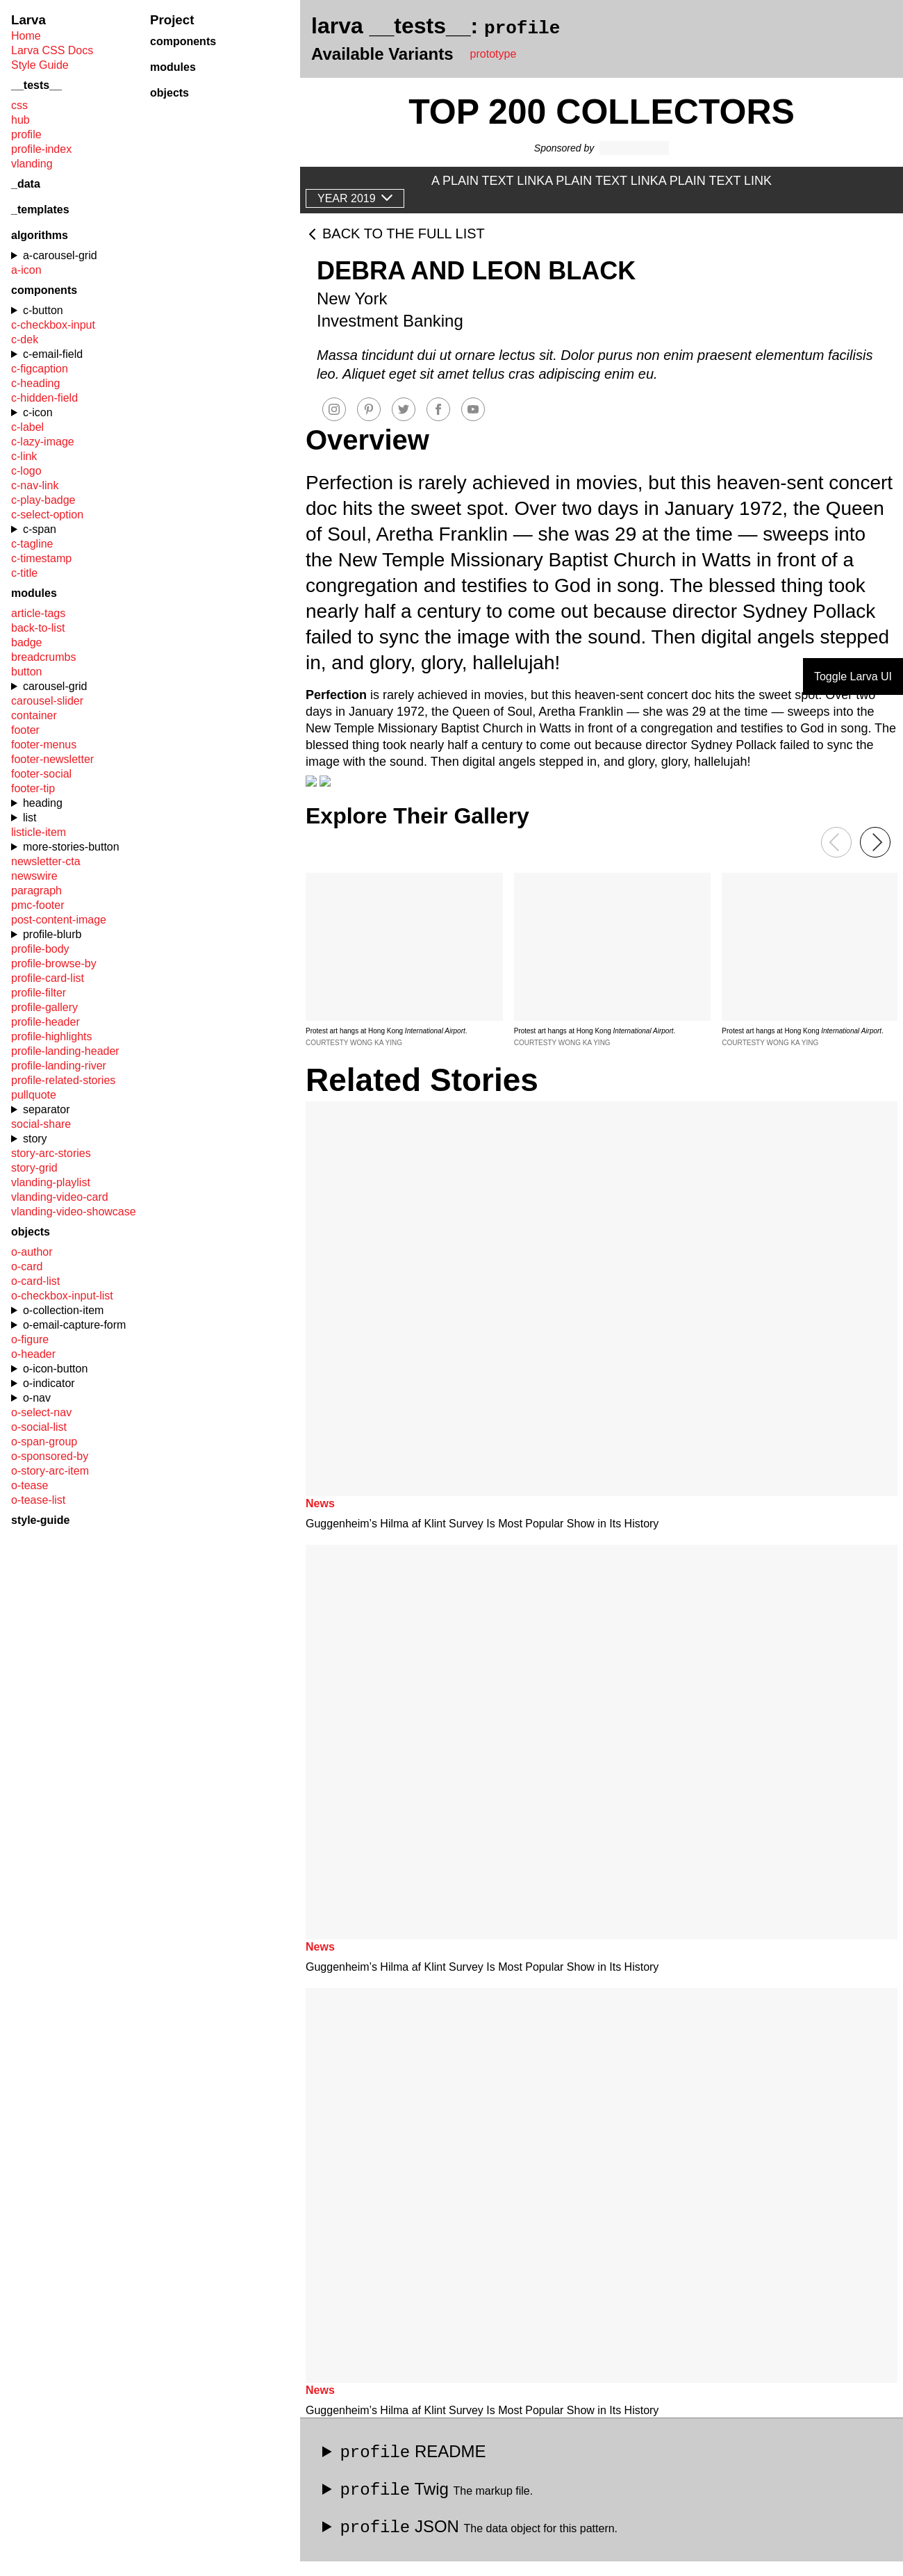 Larva
Home
Larva CSS Docs
Style Guide
__tests__
css
hub
profile
profile-index
vlanding
_data
_templates
algorithms
a-carousel-grid
a-icon
components
c-button
c-checkbox-input
c-dek
c-email-field
c-figcaption
c-heading
c-hidden-field
c-icon
c-label
c-lazy-image
c-link
c-logo
c-nav-link
c-play-badge
c-select-option
c-span
c-tagline
c-timestamp
c-title
modules
article-tags
back-to-list
badge
breadcrumbs
button
carousel-grid
carousel-slider
container
footer
footer-menus
footer-newsletter
footer-social
footer-tip
heading
list
listicle-item
more-stories-button
newsletter-cta
newswire
paragraph
pmc-footer
post-content-image
profile-blurb
profile-body
profile-browse-by
profile-card-list
profile-filter
profile-gallery
profile-header
profile-highlights
profile-landing-header
profile-landing-river
profile-related-stories
pullquote
separator
social-share
story
story-arc-stories
story-grid
vlanding-playlist
vlanding-video-card
vlanding-video-showcase
objects
o-author
o-card
o-card-list
o-checkbox-input-list
o-collection-item
o-email-capture-form
o-figure
o-header
o-icon-button
o-indicator
o-nav
o-select-nav
o-social-list
o-span-group
o-sponsored-by
o-story-arc-item
o-tease
o-tease-list
style-guide
Project
components
modules
objects
larva __tests__: profile
Available Variants prototype
TOP 200 COLLECTORS
Sponsored by
A PLAIN TEXT LINKA PLAIN TEXT LINKA PLAIN TEXT LINK
YEAR 2019
BACK TO THE FULL LIST
DEBRA AND LEON BLACK
New York
Investment Banking
Massa tincidunt dui ut ornare lectus sit. Dolor purus non enim praesent elementum facilisis
leo. Aliquet eget sit amet tellus cras adipiscing enim eu.
Overview
Perfection is rarely achieved in movies, but this heaven-sent concert
doc hits the sweet spot. Over two days in January 1972, the Queen
of Soul, Aretha Franklin — she was 29 at the time — sweeps into
the New Temple Missionary Baptist Church in Watts in front of a
congregation and testifies to God in song. The blessed thing took
nearly half a century to come out because director Sydney Pollack
failed to sync the image with the sound. Then digital angels stepped
in, and glory, glory, hallelujah!
Toggle Larva UI
Perfection is rarely achieved in movies, but this heaven-sent concert doc hits the sweet spot. Over two
days in January 1972, the Queen of Soul, Aretha Franklin — she was 29 at the time — sweeps into the
New Temple Missionary Baptist Church in Watts in front of a congregation and testifies to God in song. The
blessed thing took nearly half a century to come out because director Sydney Pollack failed to sync the
image with the sound. Then digital angels stepped in, and glory, glory, hallelujah!
Explore Their Gallery
Protest art hangs at Hong Kong International Airport.
COURTESTY WONG KA YING
Protest art hangs at Hong Kong International Airport.
COURTESTY WONG KA YING
Protest art hangs at Hong Kong International Airport.
COURTESTY WONG KA YING
Related Stories
News
Guggenheim's Hilma af Klint Survey Is Most Popular Show in Its History
News
Guggenheim's Hilma af Klint Survey Is Most Popular Show in Its History
News
Guggenheim's Hilma af Klint Survey Is Most Popular Show in Its History
profile README
profile Twig The markup file.
profile JSON The data object for this pattern.